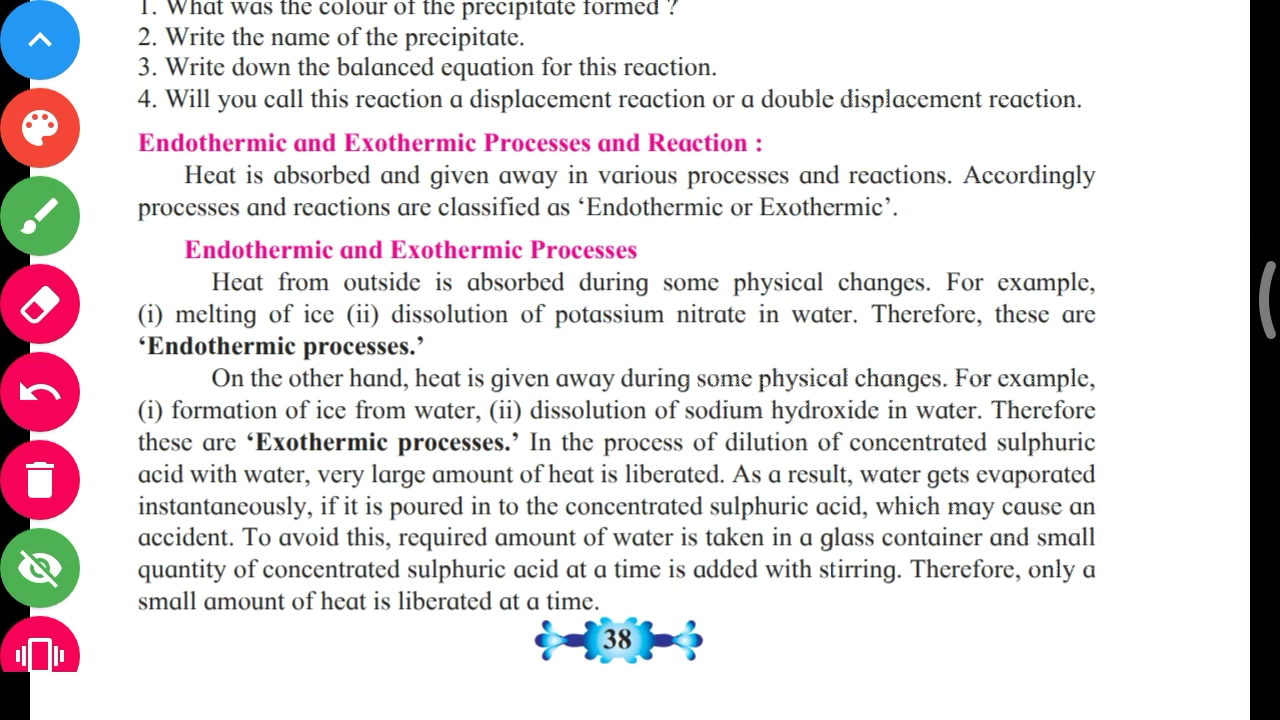 1. What was the colour of the precipitate formed ?
2. Write the name of the precipitate.
3. Write down the balanced equation for this reaction.
4. Will you call this reaction a displacement reaction or a double displacement reaction.
Endothermic and Exothermic Processes and Reaction :
Heat is absorbed and given away in various processes and reactions. Accordingly
processes and reactions are classified as ‘Endothermic or Exothermic’.
Endothermic and Exothermic Processes
Heat from outside is absorbed during some physical changes. For example,
(i) melting of ice (ii) dissolution of potassium nitrate in water. Therefore, these are
‘Endothermic processes.’
On the other hand, heat is given away during some physical changes. For example,
(i) formation of ice from water, (ii) dissolution of sodium hydroxide in water. Therefore
these are ‘Exothermic processes.’ In the process of dilution of concentrated sulphuric
acid with water, very large amount of heat is liberated. As a result, water gets evaporated
instantaneously, if it is poured in to the concentrated sulphuric acid, which may cause an
accident. To avoid this, required amount of water is taken in a glass container and small
quantity of concentrated sulphuric acid at a time is added with stirring. Therefore, only a
small amount of heat is liberated at a time.
38